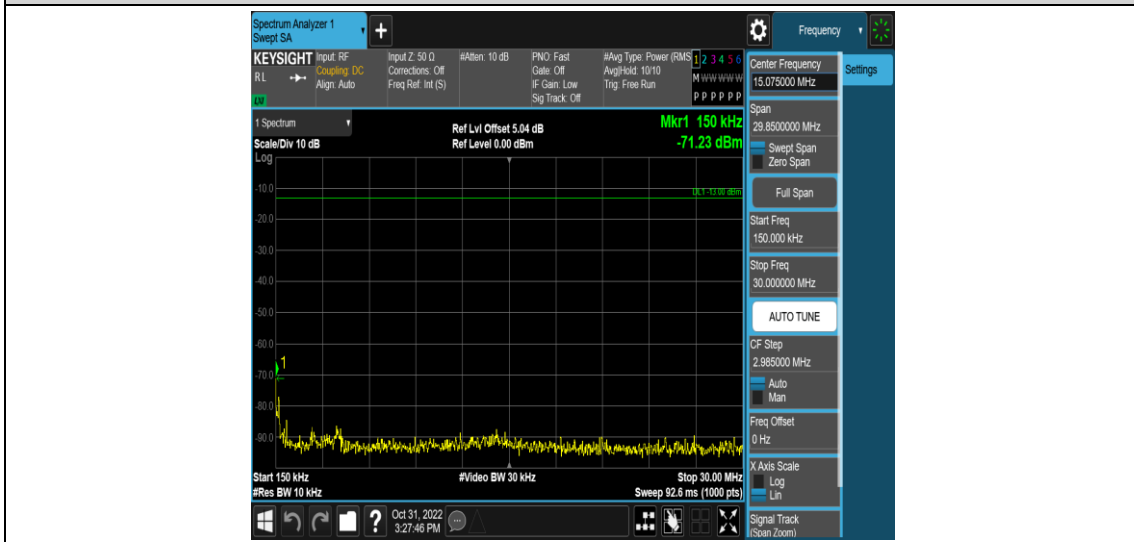 Spectrum Analyzer 1
Swept SA
+
Frequency
KEYSIGHT
RL
LXI
Input: RF
Coupling: DC
Align: Auto
Input Z: 50 Ω
Corrections: Off
Freq Ref: Int (S)
#Atten: 10 dB
PNO: Fast
Gate: Off
IF Gain: Low
Sig Track: Off
#Avg Type: Power (RMS
Avg|Hold: 10/10
Trig: Free Run
1 2 3 4 5 6
M W W W W W
P P P P P P
Center Frequency
15.075000 MHz
Settings
1 Spectrum
Scale/Div 10 dB
Log
Ref Lvl Offset 5.04 dB
Ref Level 0.00 dBm
Mkr1 150 kHz
-71.23 dBm
Span
29.8500000 MHz
Swept Span
Zero Span
Full Span
-10.0
DL1 -13.00 dBm
-20.0
-30.0
-40.0
-50.0
-60.0
1
-70.0
-80.0
-90.0
Start Freq
150.000 kHz
Stop Freq
30.000000 MHz
AUTO TUNE
CF Step
2.985000 MHz
Auto
Man
Freq Offset
0 Hz
X Axis Scale
Log
Lin
Signal Track
(Span Zoom)
Start 150 kHz
#Video BW 30 kHz
Stop 30.00 MHz
#Res BW 10 kHz
Sweep 92.6 ms (1000 pts)
?
Oct 31, 2022
3:27:46 PM